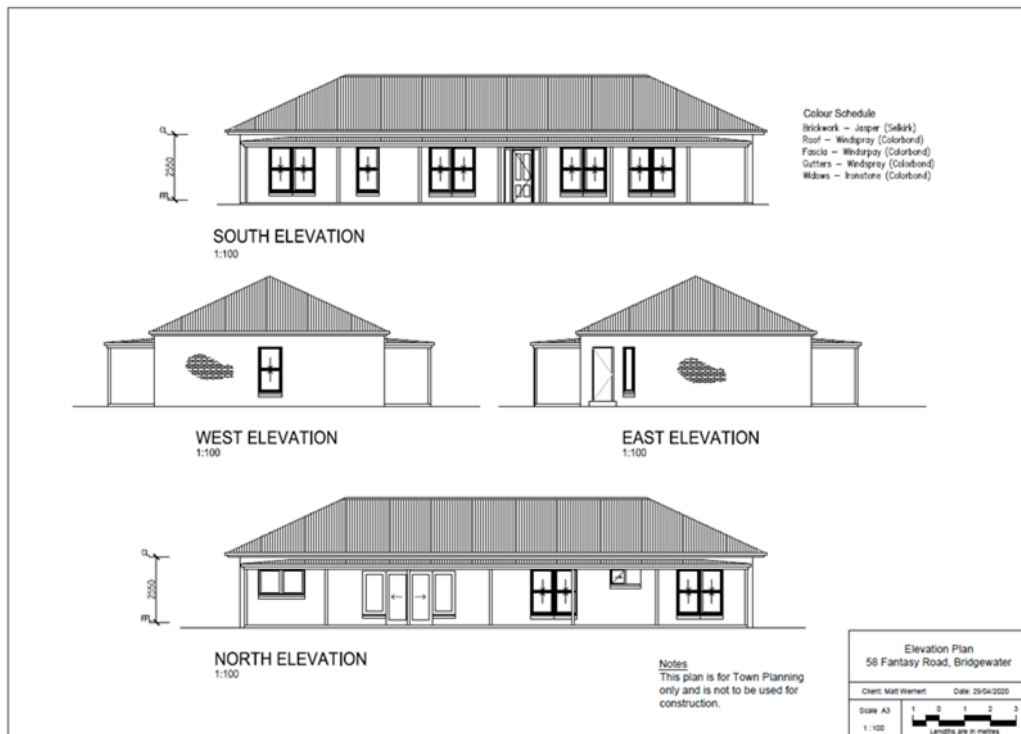 Colour Schedule
Brickwork – Jasper (Selkirk)
Roof – Windspray (Colorbond)
Fascia – Windsrpay (Colorbond)
Gutters – Windspray (Colorbond)
Widows – Ironstone (Colorbond)
CL
2550
FFL
SOUTH ELEVATION
1:100
WEST ELEVATION
1:100
EAST ELEVATION
1:100
CL
2550
FFL
NORTH ELEVATION
1:100
Notes
This plan is for Town Planning
only and is not to be used for
construction.
Elevation Plan
58 Fantasy Road, Bridgewater
Client: Matt Wernert Date: 29/04/2020
Scale A3
1 : 100
1 0 1 2 3
Lengths are in metres